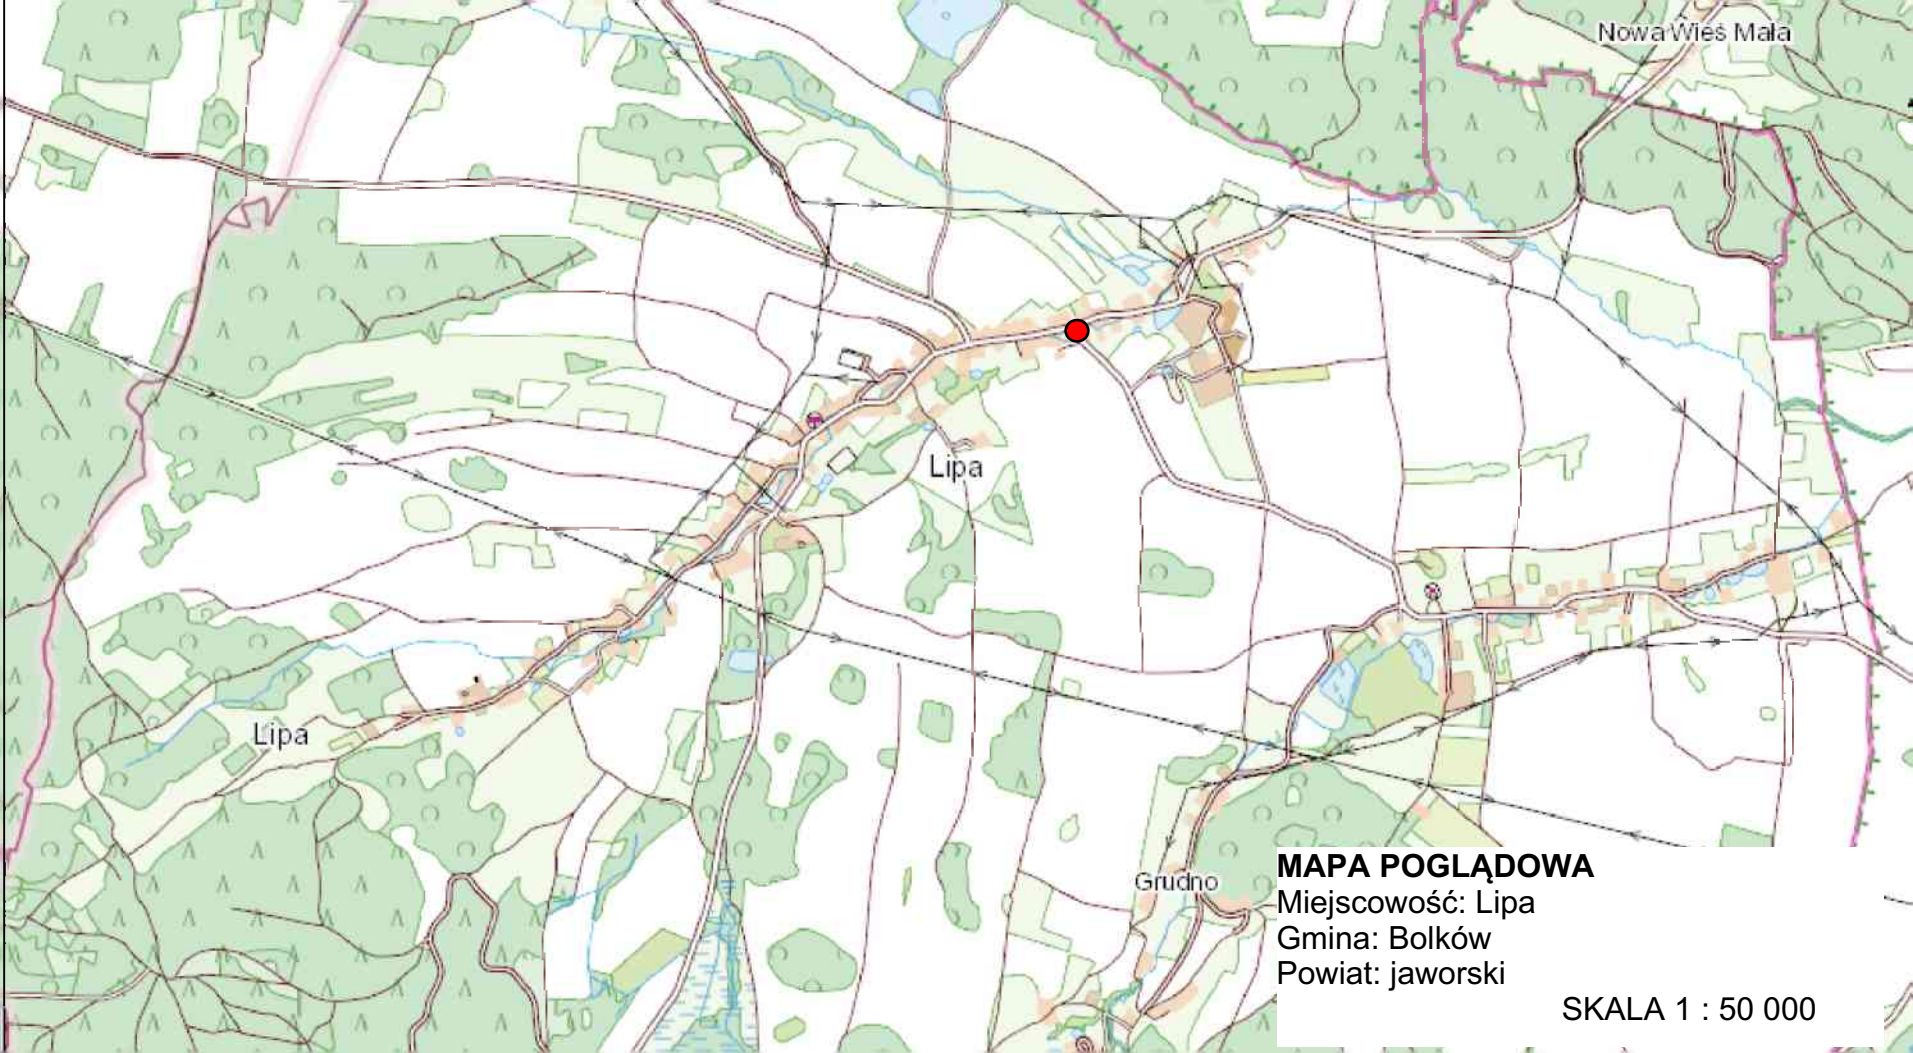 Nowa Wieś Mała
Lipa
Lipa
Grudno
MAPA POGLĄDOWA
Miejscowość: Lipa
Gmina: Bolków
Powiat: jaworski
SKALA 1 : 50 000